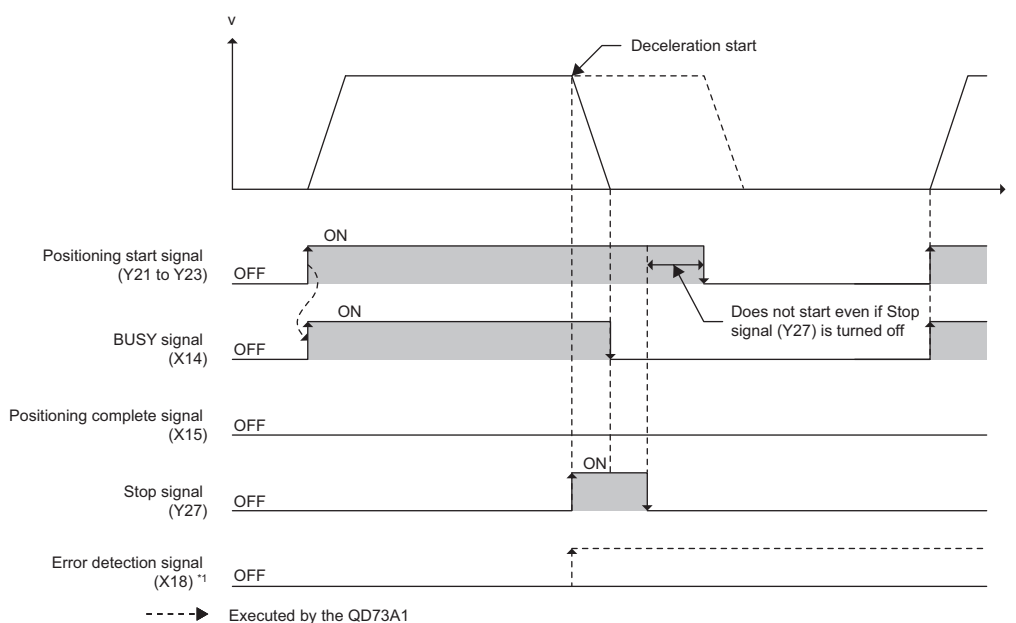 v
Deceleration start
ON
Positioning start signal
(Y21 to Y23)
OFF
Does not start even if Stop
signal (Y27) is turned off
ON
BUSY signal
(X14)
OFF
Positioning complete signal
(X15)
OFF
ON
Stop signal
(Y27)
OFF
Error detection signal
(X18) *1
OFF
Executed by the QD73A1